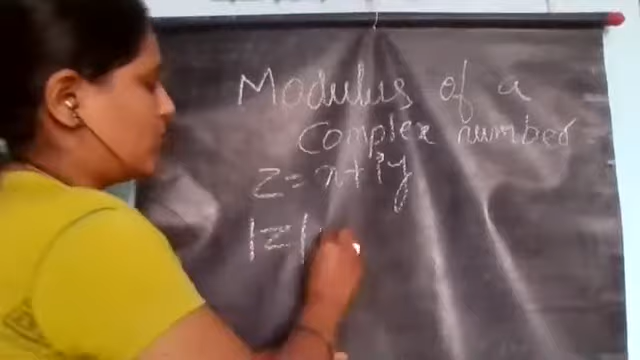 Modulus of a
Complex number
z = x + iy
|z|